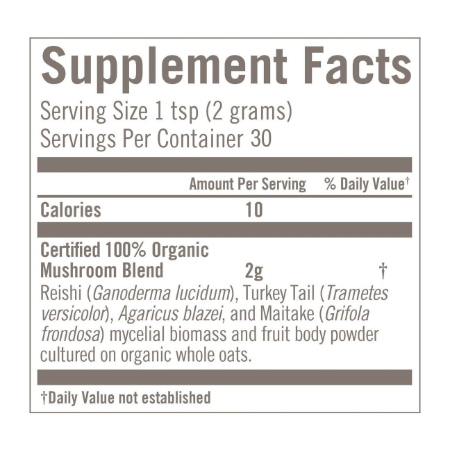 Supplement Facts
Serving Size 1 tsp (2 grams)
Servings Per Container 30
Amount Per Serving % Daily Value†
Calories 10
Certified 100% Organic
Mushroom Blend 2g †
Reishi (Ganoderma lucidum), Turkey Tail (Trametes
versicolor), Agaricus blazei, and Maitake (Grifola
frondosa) mycelial biomass and fruit body powder
cultured on organic whole oats.
†Daily Value not established